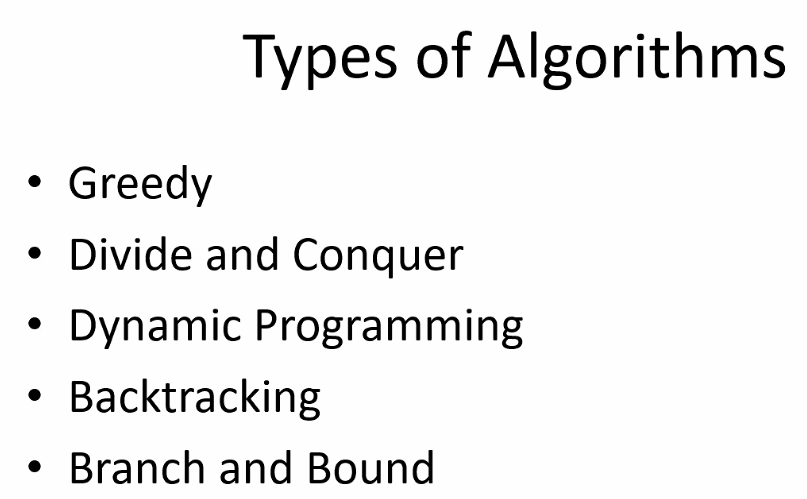 Types of Algorithms
• Greedy
• Divide and Conquer
• Dynamic Programming
• Backtracking
• Branch and Bound